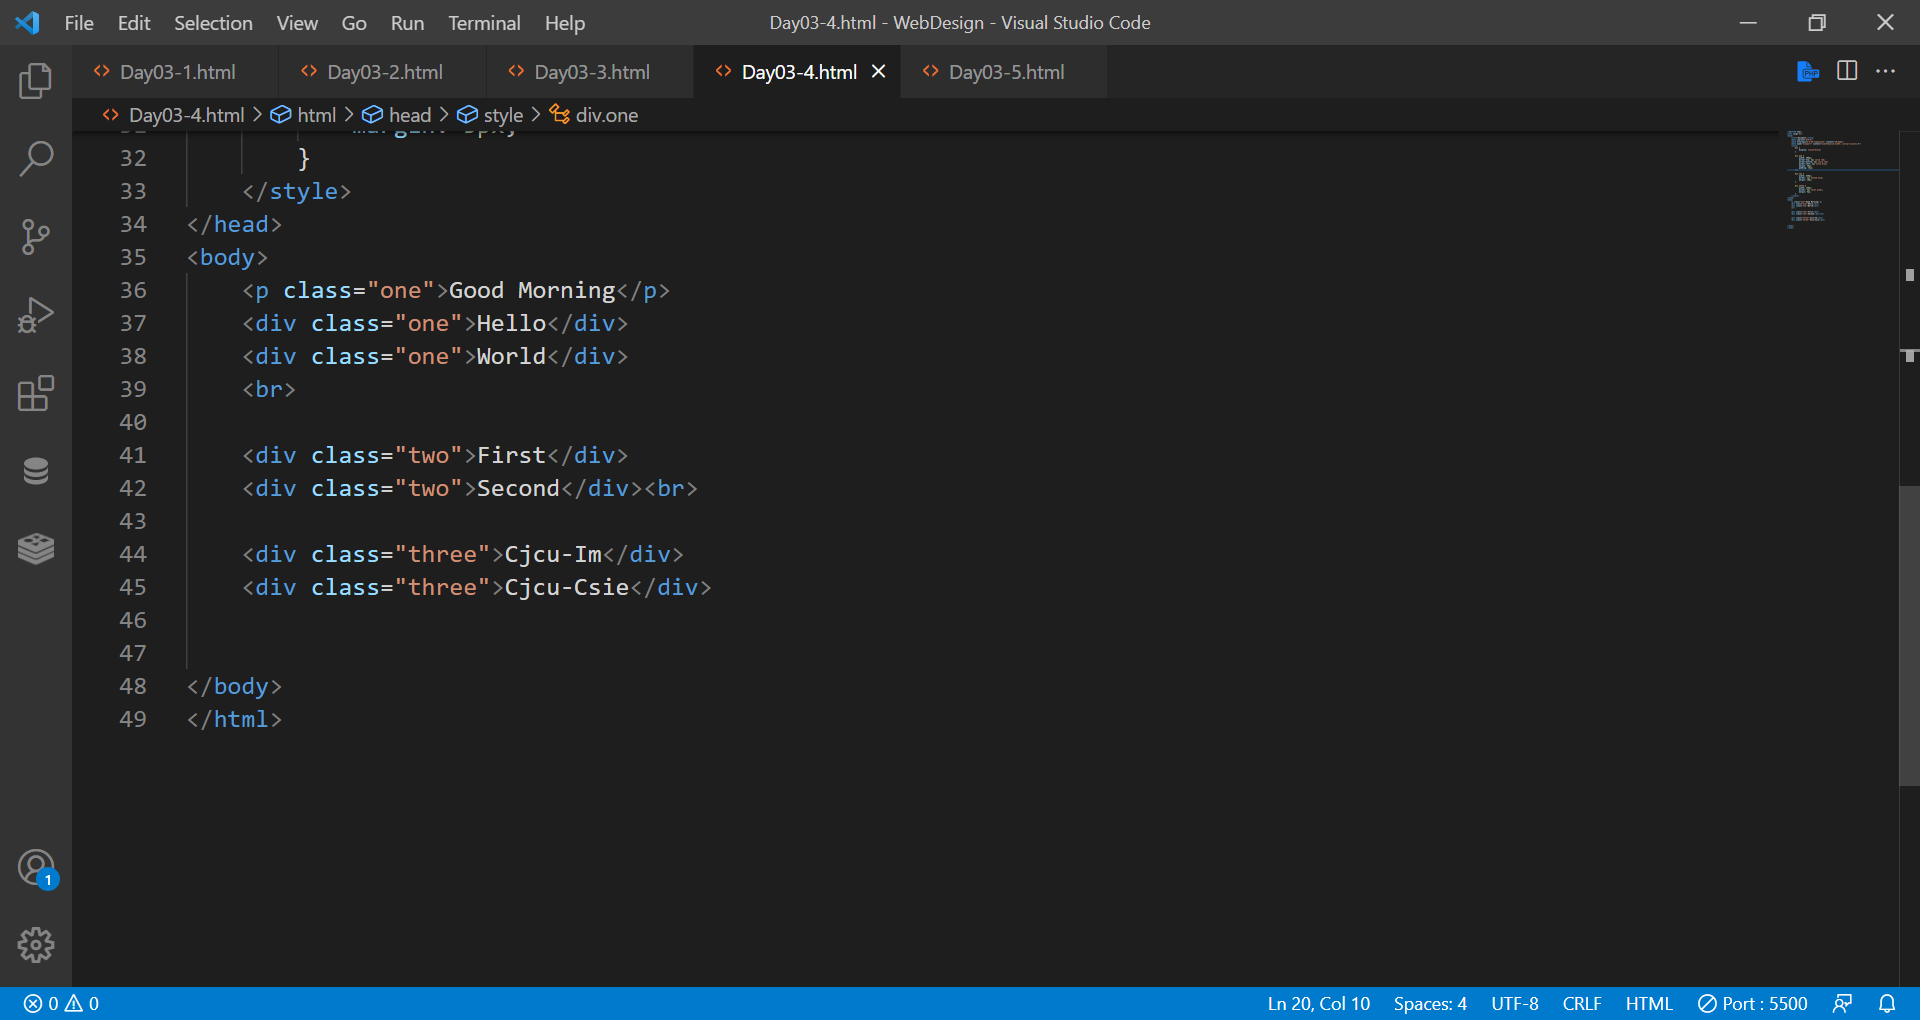 File Edit Selection View Go Run Terminal Help Day03-4.html - WebDesign - Visual Studio Code
Day03-1.html Day03-2.html Day03-3.html Day03-4.html Day03-5.html
Day03-4.html > html > head > style > div.one
32 }
33 </style>
34 </head>
35 <body>
36 <p class="one">Good Morning</p>
37 <div class="one">Hello</div>
38 <div class="one">World</div>
39 <br>
40
41 <div class="two">First</div>
42 <div class="two">Second</div><br>
43
44 <div class="three">Cjcu-Im</div>
45 <div class="three">Cjcu-Csie</div>
46
47
48 </body>
49 </html>
1
0 0 Ln 20, Col 10 Spaces: 4 UTF-8 CRLF HTML Port : 5500